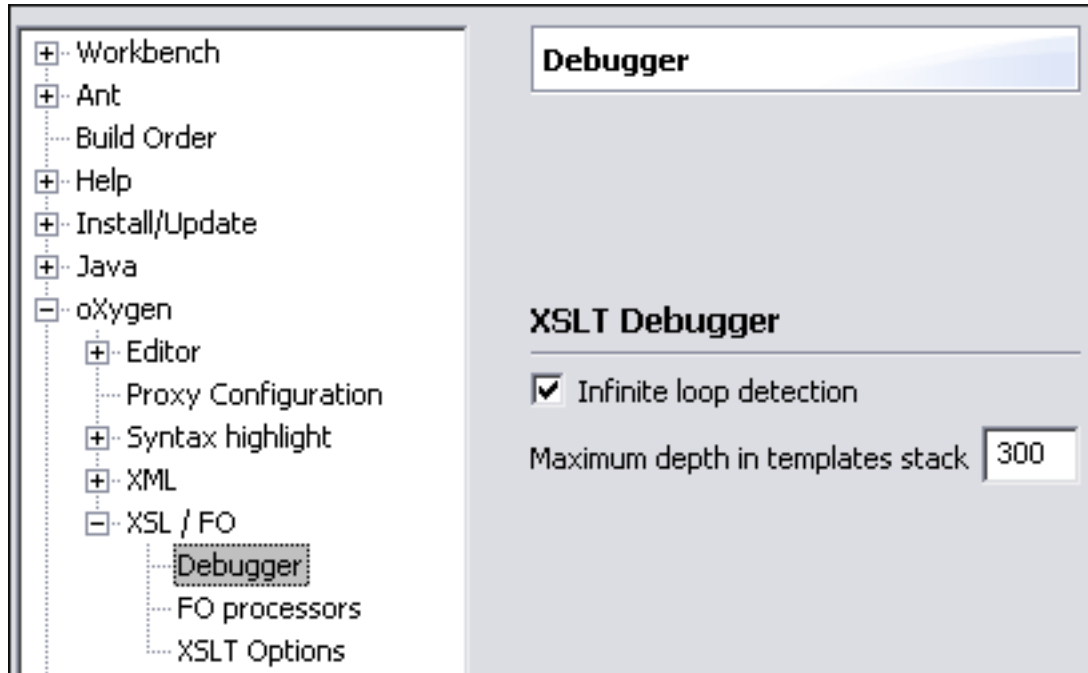 Workbench
Ant
Build Order
Help
Install/Update
Java
oXygen
Editor
Proxy Configuration
Syntax highlight
XML
XSL / FO
Debugger
FO processors
XSLT Options
Debugger
XSLT Debugger
Infinite loop detection
Maximum depth in templates stack 300